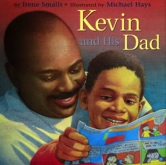 by Irene Smalls • Illustrated by Michael Hays
Kevin
and His
Dad